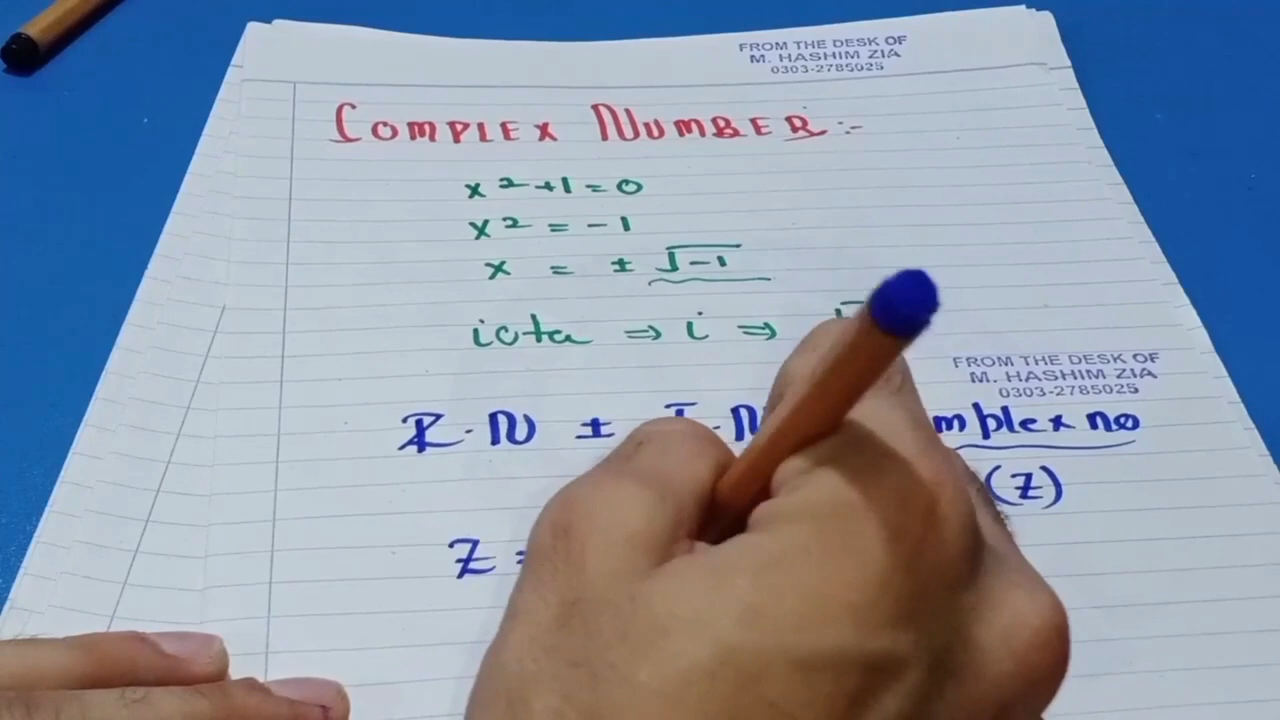 FROM THE DESK OF
M. HASHIM ZIA
0303-2785025
COMPLEX NUMBER:-
x²+1=0
x² = -1
x = ± √-1
iota ⇒ i ⇒
FROM THE DESK OF
M. HASHIM ZIA
0303-2785025
R.N ± I.N mplex no
(Z)
Z =